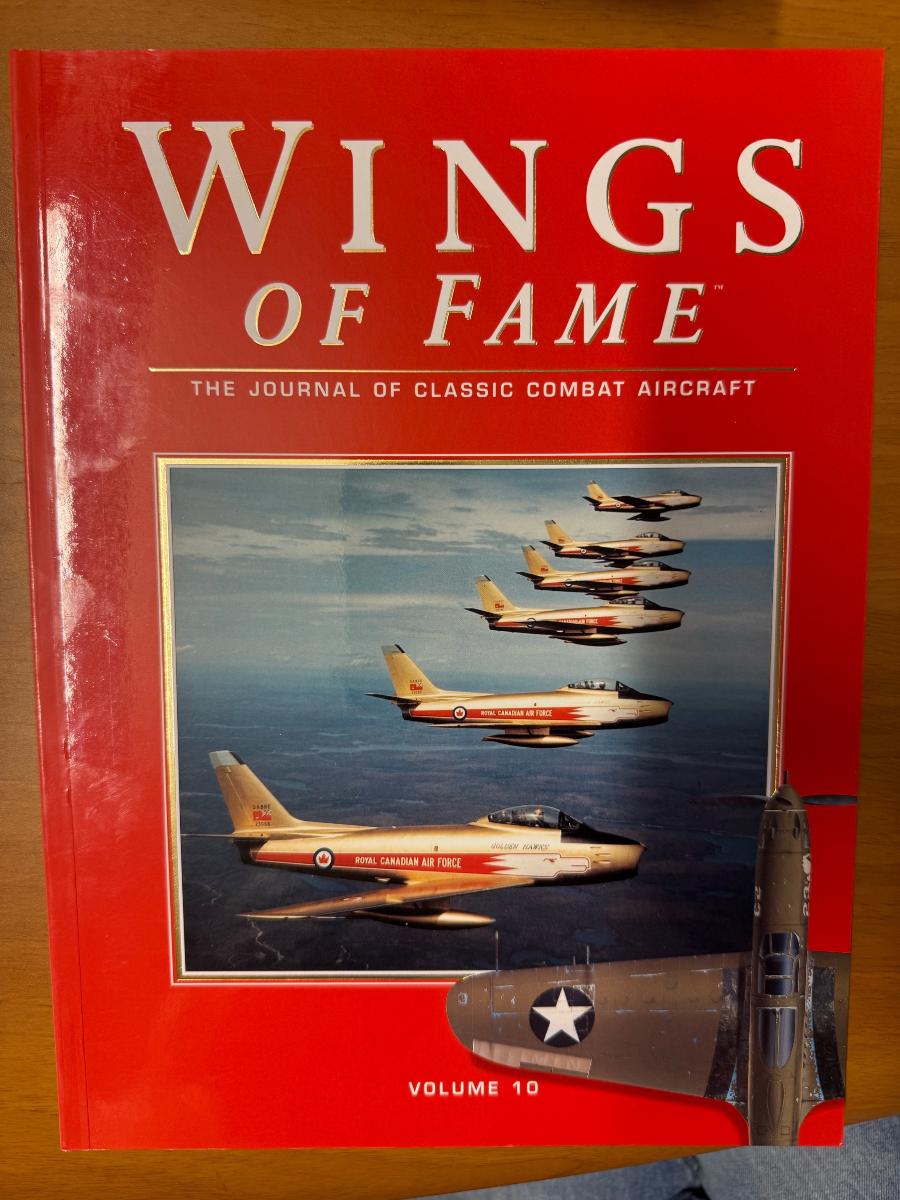 WINGS
OF FAME™
THE JOURNAL OF CLASSIC COMBAT AIRCRAFT
ROYAL CANADIAN AIR FORCE
SABRE
GOLDEN HAWKS
ROYAL CANADIAN AIR FORCE
VOLUME 10